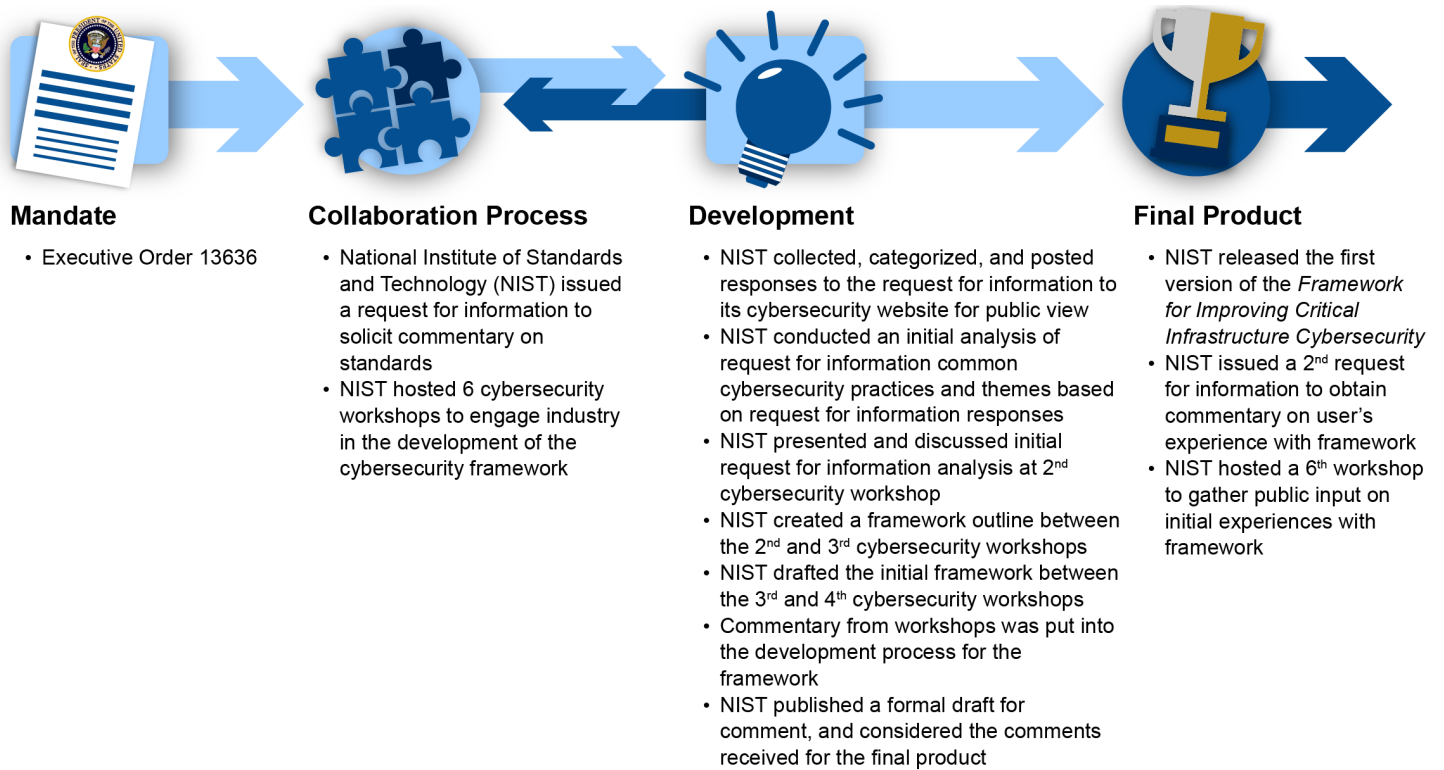 SEAL OF THE PRESIDENT OF THE UNITED STATES
Mandate
• Executive Order 13636
Collaboration Process
• National Institute of Standards
and Technology (NIST) issued
a request for information to
solicit commentary on
standards
• NIST hosted 6 cybersecurity
workshops to engage industry
in the development of the
cybersecurity framework
Development
• NIST collected, categorized, and posted
responses to the request for information to
its cybersecurity website for public view
• NIST conducted an initial analysis of
request for information common
cybersecurity practices and themes based
on request for information responses
• NIST presented and discussed initial
request for information analysis at 2nd
cybersecurity workshop
• NIST created a framework outline between
the 2nd and 3rd cybersecurity workshops
• NIST drafted the initial framework between
the 3rd and 4th cybersecurity workshops
• Commentary from workshops was put into
the development process for the
framework
• NIST published a formal draft for
comment, and considered the comments
received for the final product
Final Product
• NIST released the first
version of the Framework
for Improving Critical
Infrastructure Cybersecurity
• NIST issued a 2nd request
for information to obtain
commentary on user’s
experience with framework
• NIST hosted a 6th workshop
to gather public input on
initial experiences with
framework